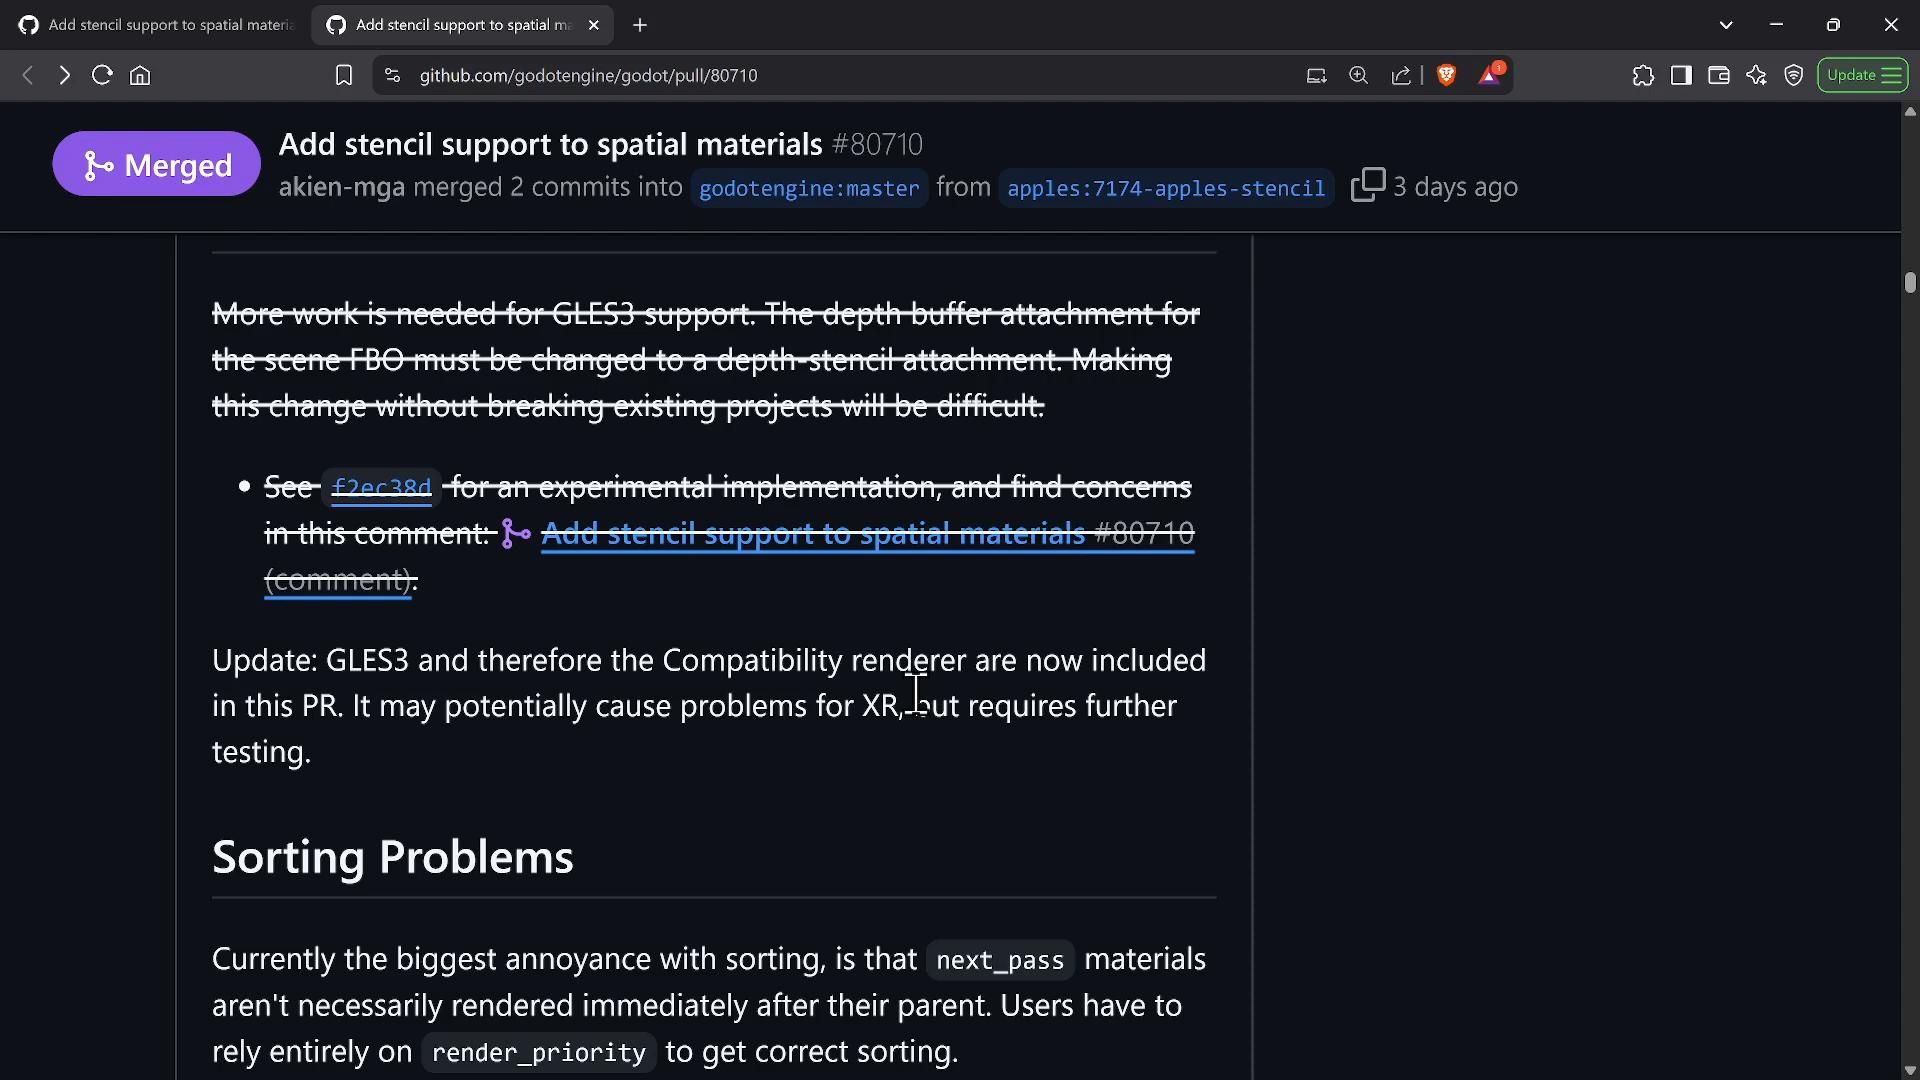 Add stencil support to spatial materia
Add stencil support to spatial ma
github.com/godotengine/godot/pull/80710
1
Update
Merged
Add stencil support to spatial materials #80710
akien-mga merged 2 commits into godotengine:master from apples:7174-apples-stencil 3 days ago
More work is needed for GLES3 support. The depth buffer attachment for
the scene FBO must be changed to a depth-stencil attachment. Making
this change without breaking existing projects will be difficult.
See f2ec38d for an experimental implementation, and find concerns
in this comment: Add stencil support to spatial materials #80710
(comment).
Update: GLES3 and therefore the Compatibility renderer are now included
in this PR. It may potentially cause problems for XR, but requires further
testing.
Sorting Problems
Currently the biggest annoyance with sorting, is that next_pass materials
aren't necessarily rendered immediately after their parent. Users have to
rely entirely on render_priority to get correct sorting.